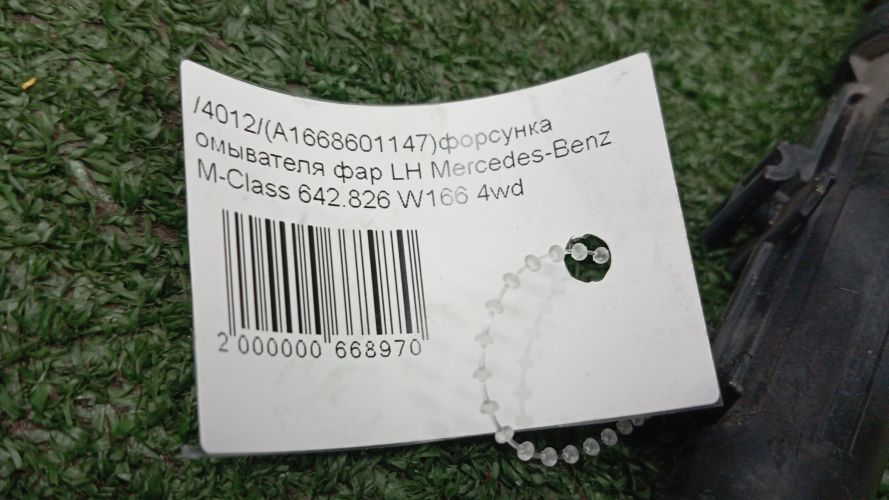 /4012/(A1668601147)форсунка
омывателя фар LH Mercedes-Benz
M-Class 642.826 W166 4wd
2 000000 668970